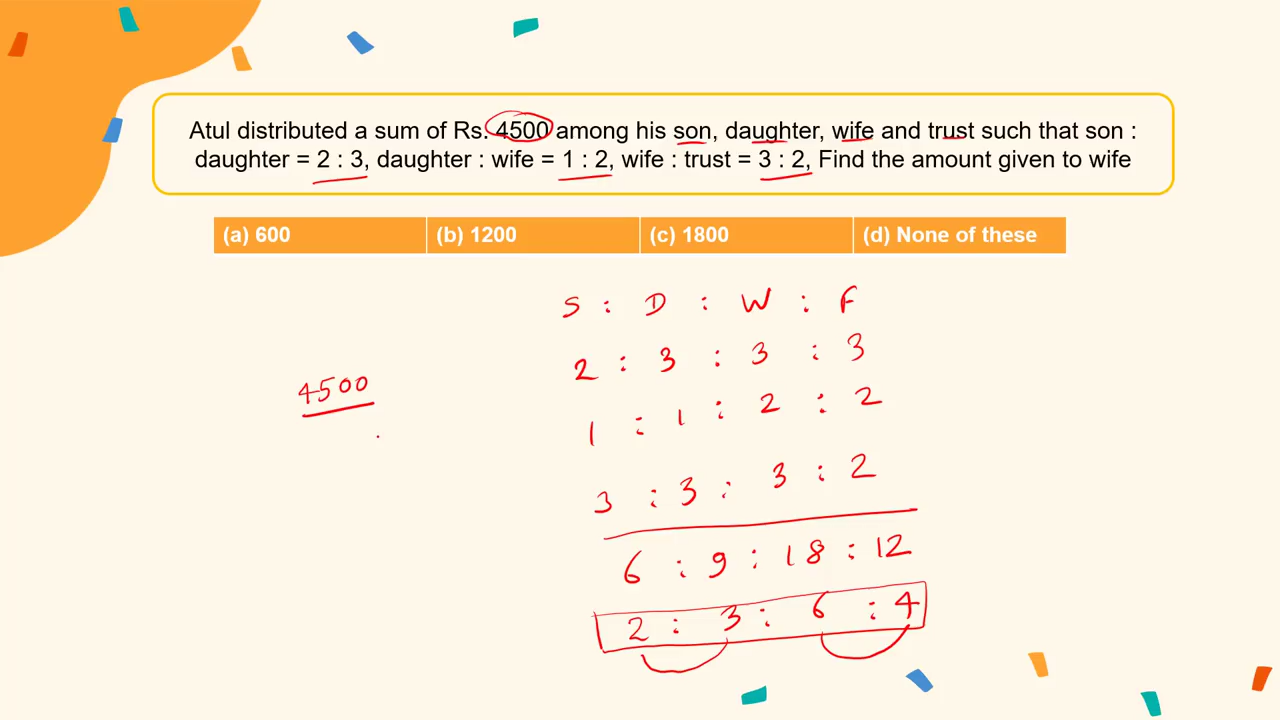 Atul distributed a sum of Rs. 4500 among his son, daughter, wife and trust such that son :
daughter = 2 : 3, daughter : wife = 1 : 2, wife : trust = 3 : 2, Find the amount given to wife
(a) 600 (b) 1200 (c) 1800 (d) None of these
S : D : W : F
2 : 3 : 3 : 3
4500
1 : 1 : 2 : 2
3 : 3 : 3 : 2
6 : 9 : 18 : 12
2 : 3 : 6 : 4